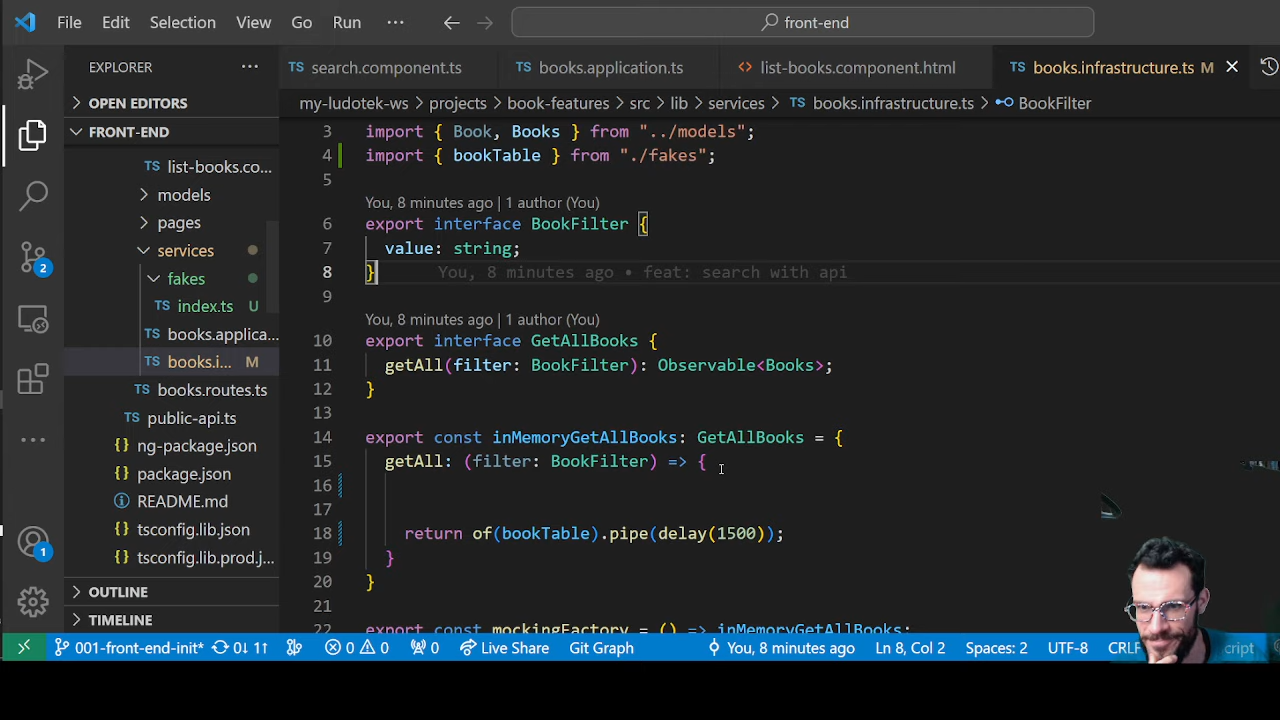 File Edit Selection View Go Run ··· front-end
EXPLORER ···
search.component.ts books.application.ts list-books.component.html books.infrastructure.ts M
my-ludotek-ws > projects > book-features > src > lib > services > books.infrastructure.ts > BookFilter
OPEN EDITORS
FRONT-END
list-books.co...
models
pages
services
fakes
index.ts U
books.applica...
books.i... M
books.routes.ts
public-api.ts
ng-package.json
package.json
README.md
tsconfig.lib.json
tsconfig.lib.prod.j...
OUTLINE
TIMELINE
3 import { Book, Books } from "../models";
4 import { bookTable } from "./fakes";
5
You, 8 minutes ago | 1 author (You)
6 export interface BookFilter {
7 value: string;
8 } You, 8 minutes ago • feat: search with api
9
You, 8 minutes ago | 1 author (You)
10 export interface GetAllBooks {
11 getAll(filter: BookFilter): Observable<Books>;
12 }
13
14 export const inMemoryGetAllBooks: GetAllBooks = {
15 getAll: (filter: BookFilter) => {
16
17
18 return of(bookTable).pipe(delay(1500));
19 }
20 }
21
22 export const mockingFactory = () => inMemoryGetAllBooks;
2
1
001-front-end-init* 0↓ 1↑ 0 0 0 Live Share Git Graph You, 8 minutes ago Ln 8, Col 2 Spaces: 2 UTF-8 CRL script